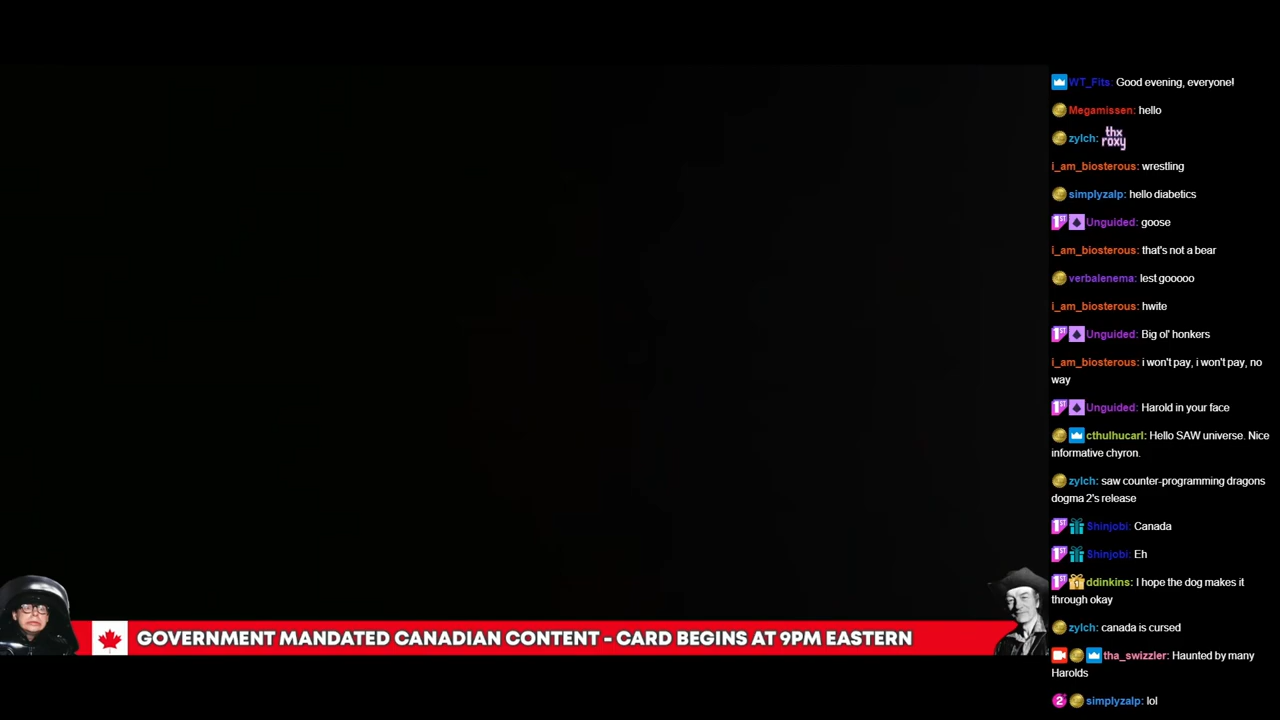 WT_Fits: Good evening, everyone!
Megamissen: hello
zylch: thx roxy
i_am_biosterous: wrestling
simplyzalp: hello diabetics
Unguided: goose
i_am_biosterous: that's not a bear
verbalenema: lest gooooo
i_am_biosterous: hwite
Unguided: Big ol' honkers
i_am_biosterous: i won't pay, i won't pay, no
way
Unguided: Harold in your face
cthulhucarl: Hello SAW universe. Nice
informative chyron.
zylch: saw counter-programming dragons
dogma 2's release
Shinjobi: Canada
Shinjobi: Eh
ddinkins: I hope the dog makes it
through okay
zylch: canada is cursed
tha_swizzler: Haunted by many
Harolds
simplyzalp: lol
GOVERNMENT MANDATED CANADIAN CONTENT - CARD BEGINS AT 9PM EASTERN